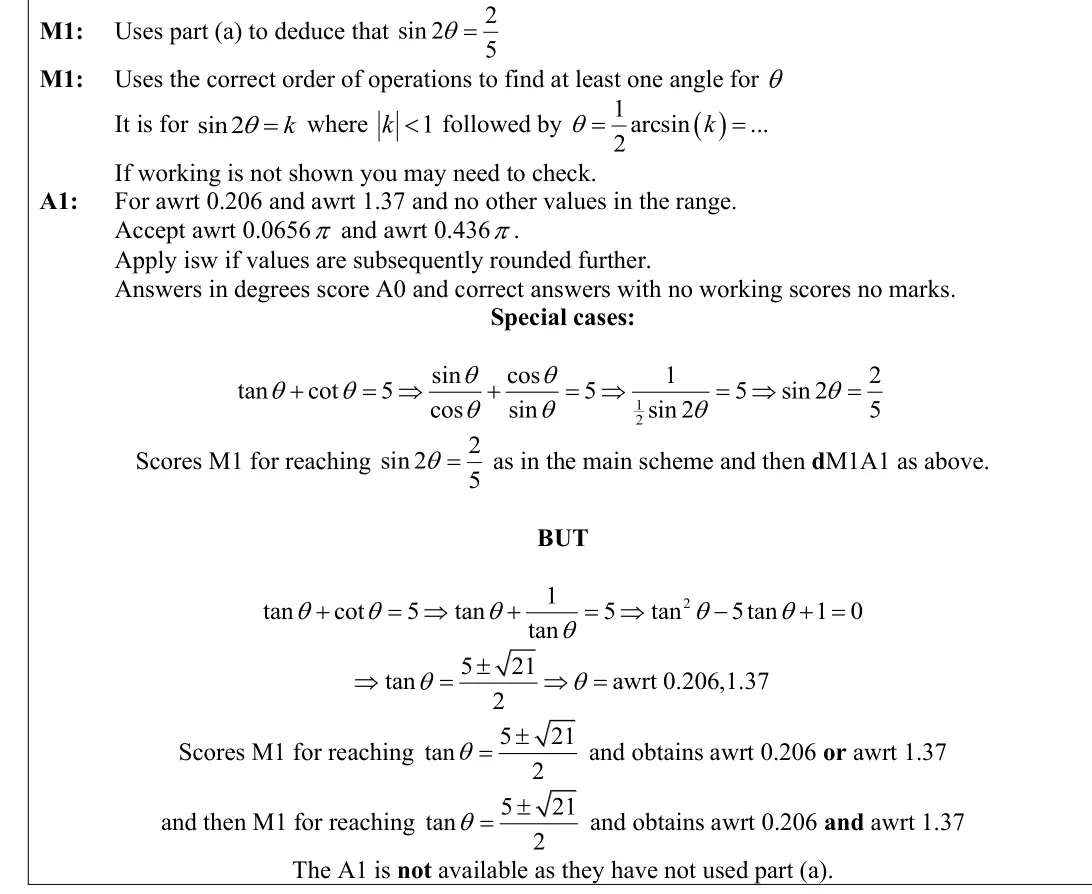 M1: Uses part (a) to deduce that sin 2θ = 2/5
M1: Uses the correct order of operations to find at least one angle for θ
It is for sin 2θ = k where |k| < 1 followed by θ = 1/2 arcsin(k) = ...
If working is not shown you may need to check.
A1: For awrt 0.206 and awrt 1.37 and no other values in the range.
Accept awrt 0.0656π and awrt 0.436π.
Apply isw if values are subsequently rounded further.
Answers in degrees score A0 and correct answers with no working scores no marks.
Special cases:
tan θ + cot θ = 5 ⇒ sin θ/cos θ + cos θ/sin θ = 5 ⇒ 1/(½ sin 2θ) = 5 ⇒ sin 2θ = 2/5
Scores M1 for reaching sin 2θ = 2/5 as in the main scheme and then dM1A1 as above.
BUT
tan θ + cot θ = 5 ⇒ tan θ + 1/tan θ = 5 ⇒ tan² θ − 5 tan θ + 1 = 0
⇒ tan θ = (5 ± √21)/2 ⇒ θ = awrt 0.206,1.37
Scores M1 for reaching tan θ = (5 ± √21)/2 and obtains awrt 0.206 or awrt 1.37
and then M1 for reaching tan θ = (5 ± √21)/2 and obtains awrt 0.206 and awrt 1.37
The A1 is not available as they have not used part (a).